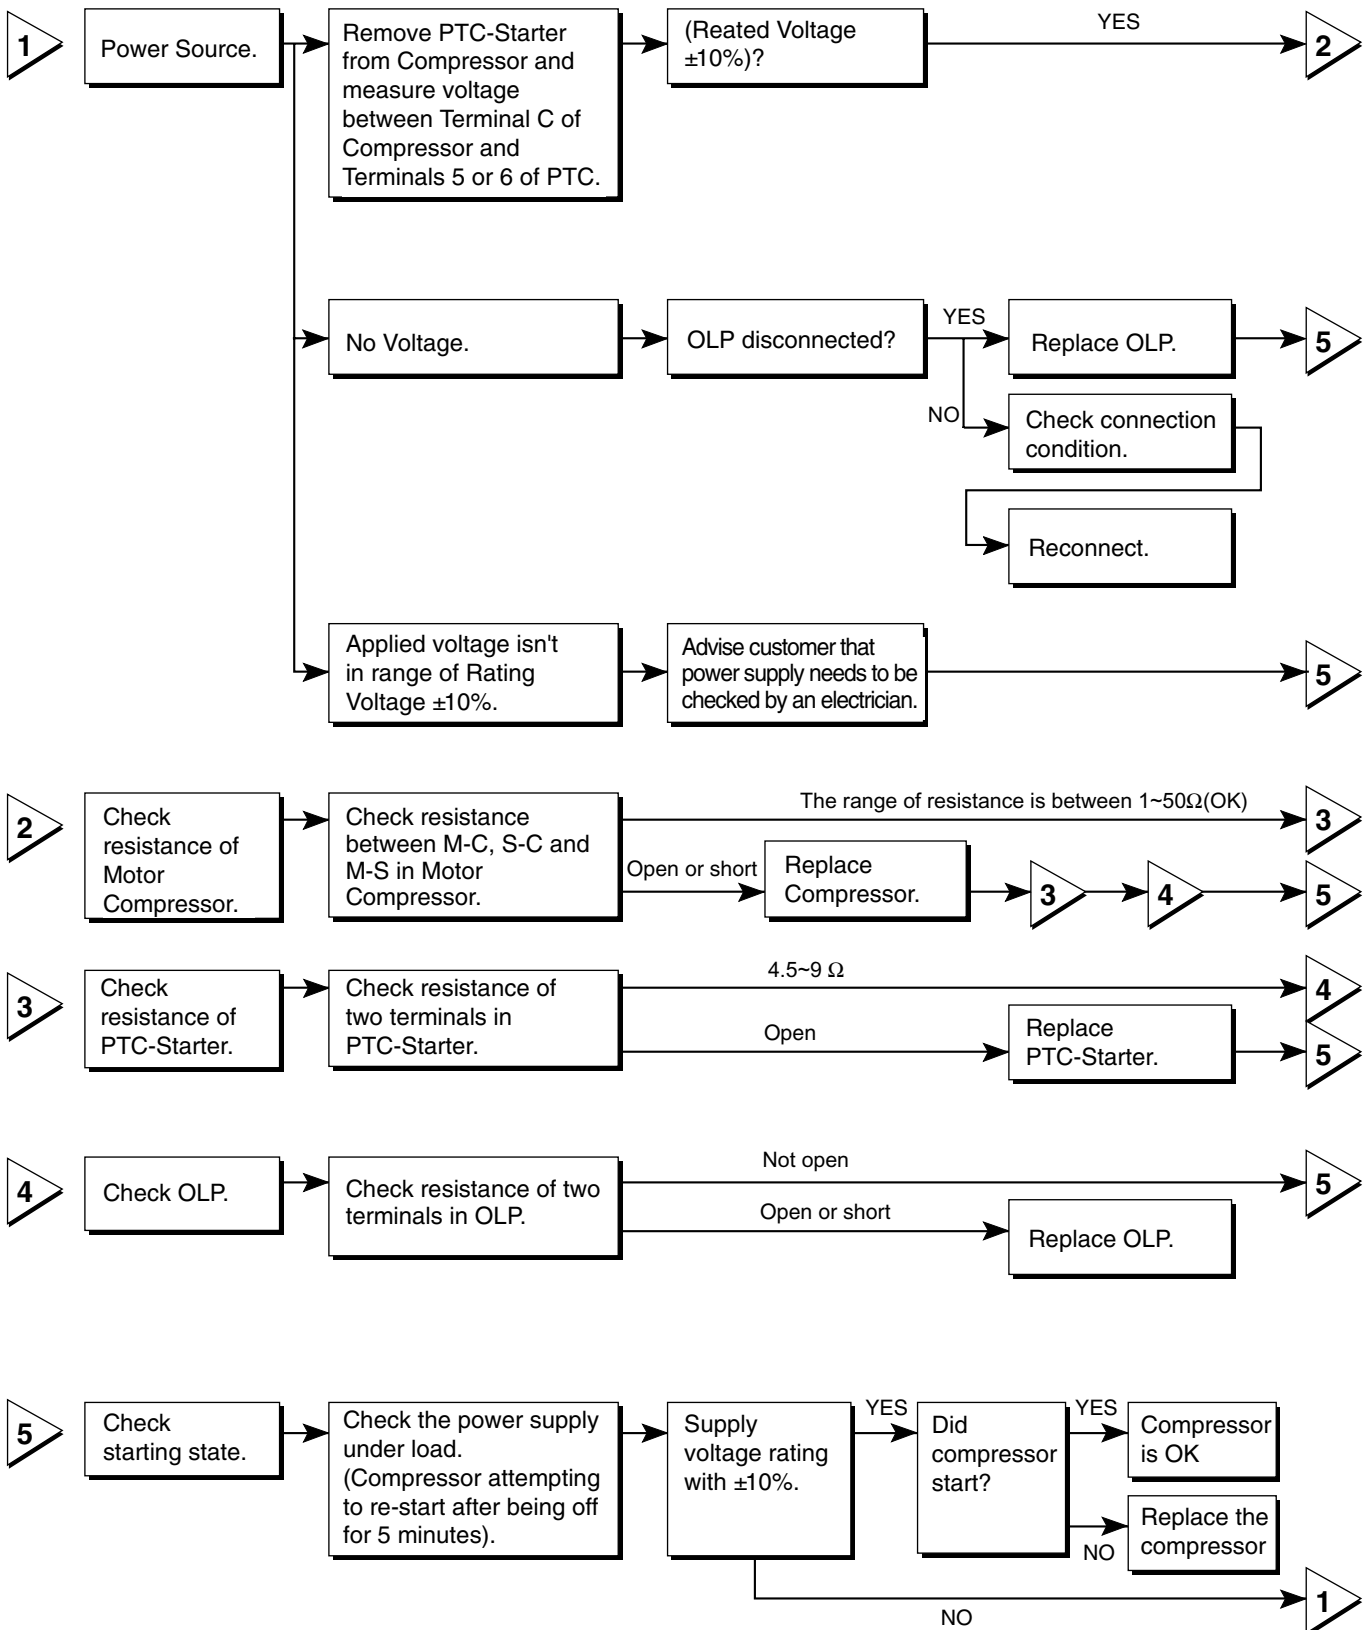 1
Power Source.
Remove PTC-Starter
from Compressor and
measure voltage
between Terminal C of
Compressor and
Terminals 5 or 6 of PTC.
(Reated Voltage
±10%)?
YES
2
No Voltage.
OLP disconnected?
YES
Replace OLP.
5
NO
Check connection
condition.
Reconnect.
Applied voltage isn't
in range of Rating
Voltage ±10%.
Advise customer that
power supply needs to be
checked by an electrician.
5
2
Check
resistance of
Motor
Compressor.
Check resistance
between M-C, S-C and
M-S in Motor
Compressor.
The range of resistance is between 1~50Ω(OK)
3
Open or short
Replace
Compressor.
3
4
5
3
Check
resistance of
PTC-Starter.
Check resistance of
two terminals in
PTC-Starter.
4.5~9 Ω
4
Open
Replace
PTC-Starter.
5
4
Check OLP.
Check resistance of two
terminals in OLP.
Not open
5
Open or short
Replace OLP.
5
Check
starting state.
Check the power supply
under load.
(Compressor attempting
to re-start after being off
for 5 minutes).
Supply
voltage rating
with ±10%.
YES
Did
compressor
start?
YES
Compressor
is OK
NO
Replace the
compressor
NO
1